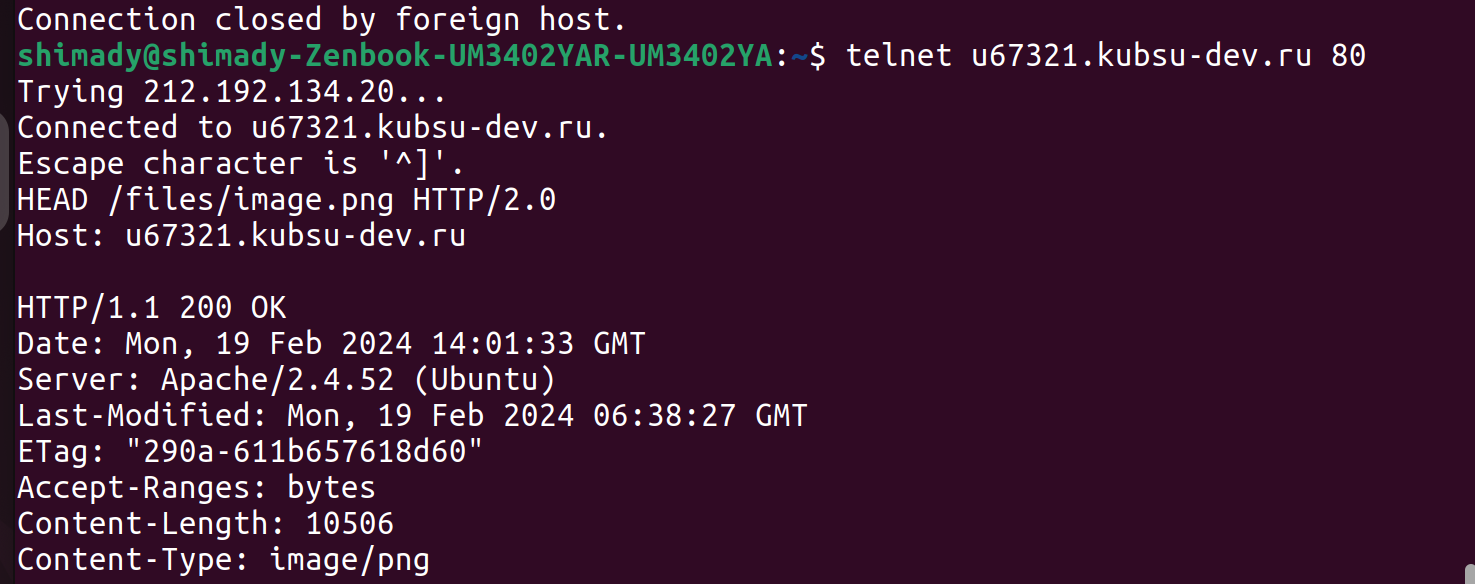 Connection closed by foreign host.
shimady@shimady-Zenbook-UM3402YAR-UM3402YA:~$ telnet u67321.kubsu-dev.ru 80
Trying 212.192.134.20...
Connected to u67321.kubsu-dev.ru.
Escape character is '^]'.
HEAD /files/image.png HTTP/2.0
Host: u67321.kubsu-dev.ru

HTTP/1.1 200 OK
Date: Mon, 19 Feb 2024 14:01:33 GMT
Server: Apache/2.4.52 (Ubuntu)
Last-Modified: Mon, 19 Feb 2024 06:38:27 GMT
ETag: "290a-611b657618d60"
Accept-Ranges: bytes
Content-Length: 10506
Content-Type: image/png